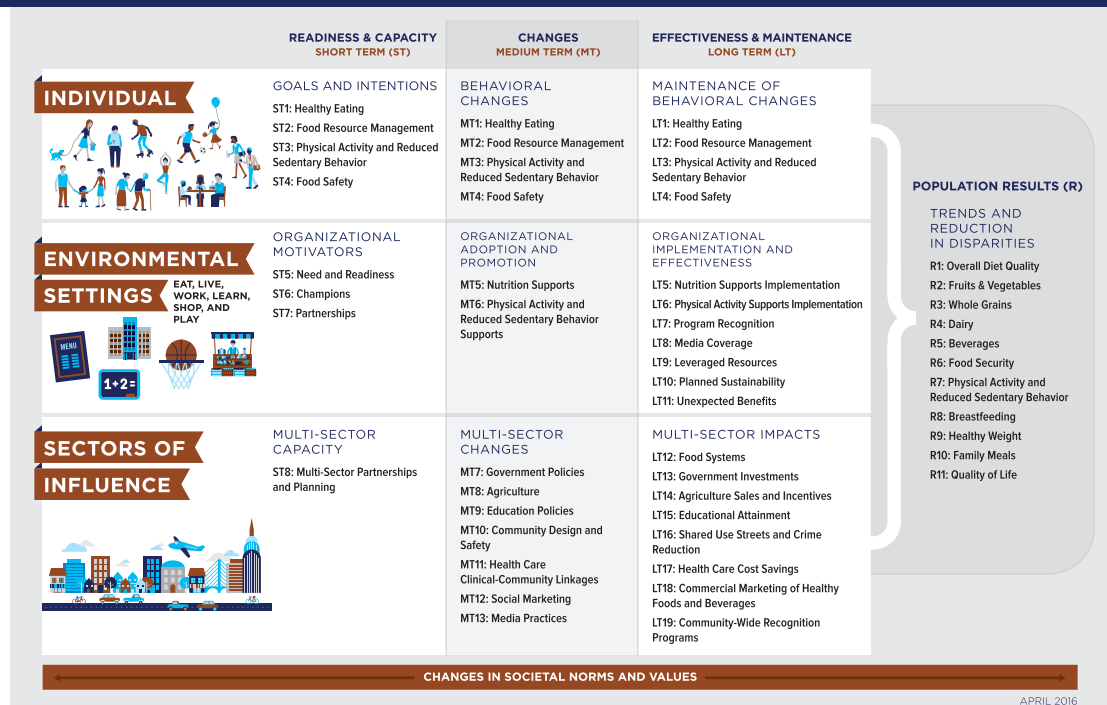 READINESS & CAPACITY
SHORT TERM (ST)
CHANGES
MEDIUM TERM (MT)
EFFECTIVENESS & MAINTENANCE
LONG TERM (LT)
INDIVIDUAL
GOALS AND INTENTIONS
ST1: Healthy Eating
ST2: Food Resource Management
ST3: Physical Activity and Reduced
Sedentary Behavior
ST4: Food Safety
BEHAVIORAL
CHANGES
MT1: Healthy Eating
MT2: Food Resource Management
MT3: Physical Activity and
Reduced Sedentary Behavior
MT4: Food Safety
MAINTENANCE OF
BEHAVIORAL CHANGES
LT1: Healthy Eating
LT2: Food Resource Management
LT3: Physical Activity and Reduced
Sedentary Behavior
LT4: Food Safety
ENVIRONMENTAL
SETTINGS
EAT, LIVE,
WORK, LEARN,
SHOP, AND
PLAY
MENU
1+2=
ORGANIZATIONAL
MOTIVATORS
ST5: Need and Readiness
ST6: Champions
ST7: Partnerships
ORGANIZATIONAL
ADOPTION AND
PROMOTION
MT5: Nutrition Supports
MT6: Physical Activity and
Reduced Sedentary Behavior
Supports
ORGANIZATIONAL
IMPLEMENTATION AND
EFFECTIVENESS
LT5: Nutrition Supports Implementation
LT6: Physical Activity Supports Implementation
LT7: Program Recognition
LT8: Media Coverage
LT9: Leveraged Resources
LT10: Planned Sustainability
LT11: Unexpected Benefits
SECTORS OF
INFLUENCE
MULTI-SECTOR
CAPACITY
ST8: Multi-Sector Partnerships
and Planning
MULTI-SECTOR
CHANGES
MT7: Government Policies
MT8: Agriculture
MT9: Education Policies
MT10: Community Design and
Safety
MT11: Health Care
Clinical-Community Linkages
MT12: Social Marketing
MT13: Media Practices
MULTI-SECTOR IMPACTS
LT12: Food Systems
LT13: Government Investments
LT14: Agriculture Sales and Incentives
LT15: Educational Attainment
LT16: Shared Use Streets and Crime
Reduction
LT17: Health Care Cost Savings
LT18: Commercial Marketing of Healthy
Foods and Beverages
LT19: Community-Wide Recognition
Programs
POPULATION RESULTS (R)
TRENDS AND
REDUCTION
IN DISPARITIES
R1: Overall Diet Quality
R2: Fruits & Vegetables
R3: Whole Grains
R4: Dairy
R5: Beverages
R6: Food Security
R7: Physical Activity and
Reduced Sedentary Behavior
R8: Breastfeeding
R9: Healthy Weight
R10: Family Meals
R11: Quality of Life
CHANGES IN SOCIETAL NORMS AND VALUES
APRIL 2016